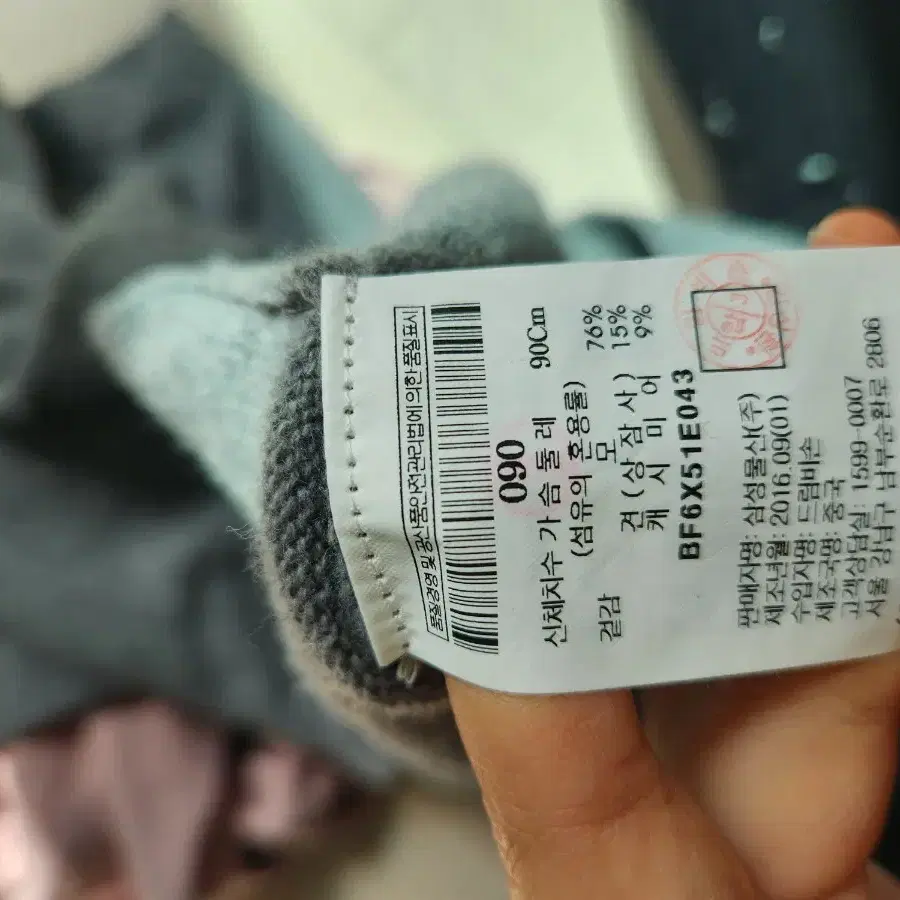 품질경영 및 공산품안전관리법에 의한 품질표시
090
신체치수 가슴둘레 90Cm
(섬유의 혼용률)
겉감 모 76%
견(상잠사) 15%
캐시미어 9%
BF6X51E043
판매자명: 삼성물산(주)
제조년월: 2016.09(01)
수입자명: 드림비손
제조국명: 중국
고객상담실: 1599-0007
서울 강남구 남부순환로 2806